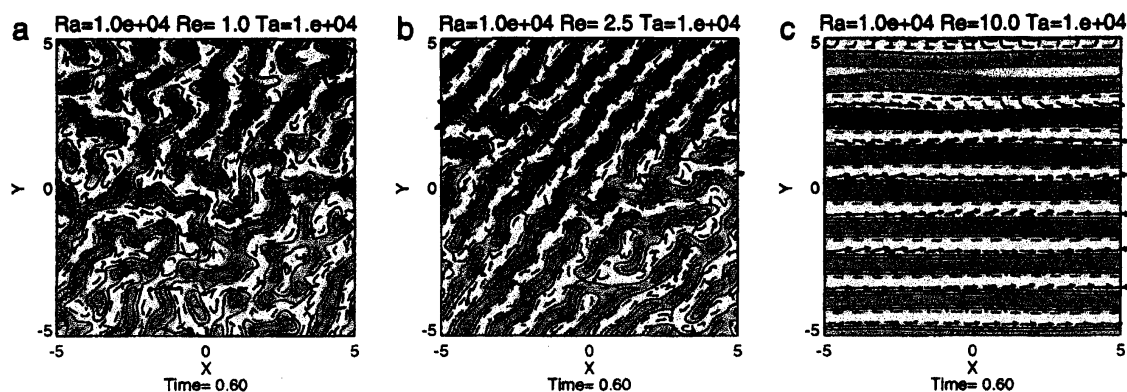 a Ra=1.0e+04 Re= 1.0 Ta=1.e+04
5
Y 0
-5
-5 0 5
X
Time= 0.60
b Ra=1.0e+04 Re= 2.5 Ta=1.e+04
5
Y 0
-5
-5 0 5
X
Time= 0.60
c Ra=1.0e+04 Re=10.0 Ta=1.e+04
5
Y 0
-5
-5 0 5
X
Time= 0.60